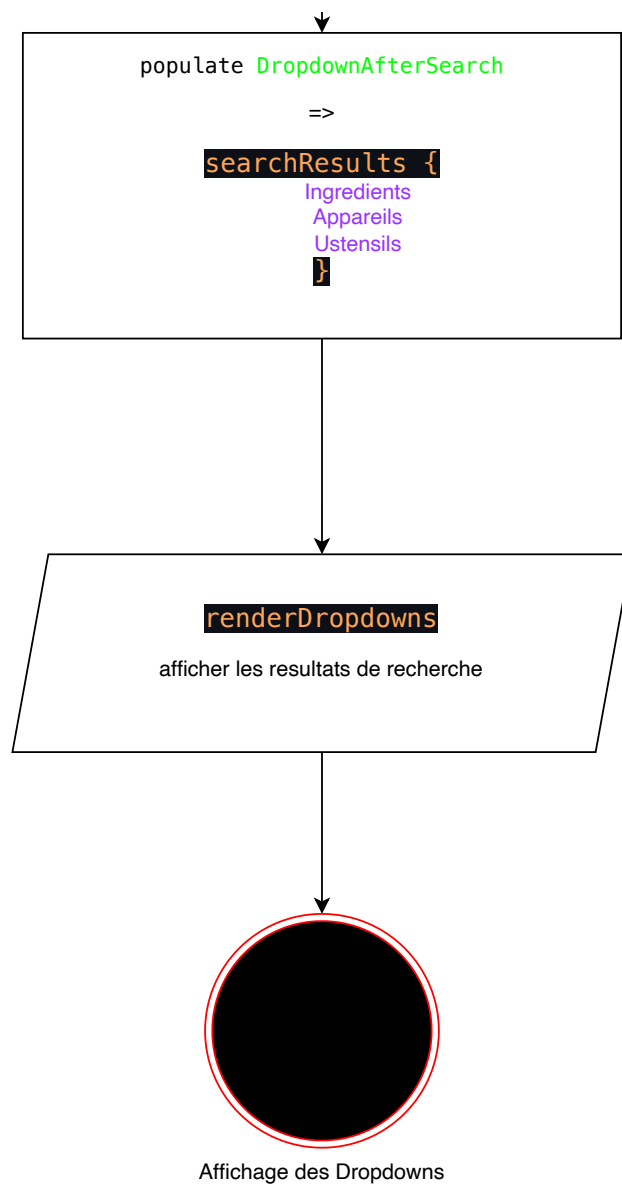 populate DropdownAfterSearch
=>
searchResults {
Ingredients
Appareils
Ustensils
}
renderDropdowns
afficher les resultats de recherche
Affichage des Dropdowns